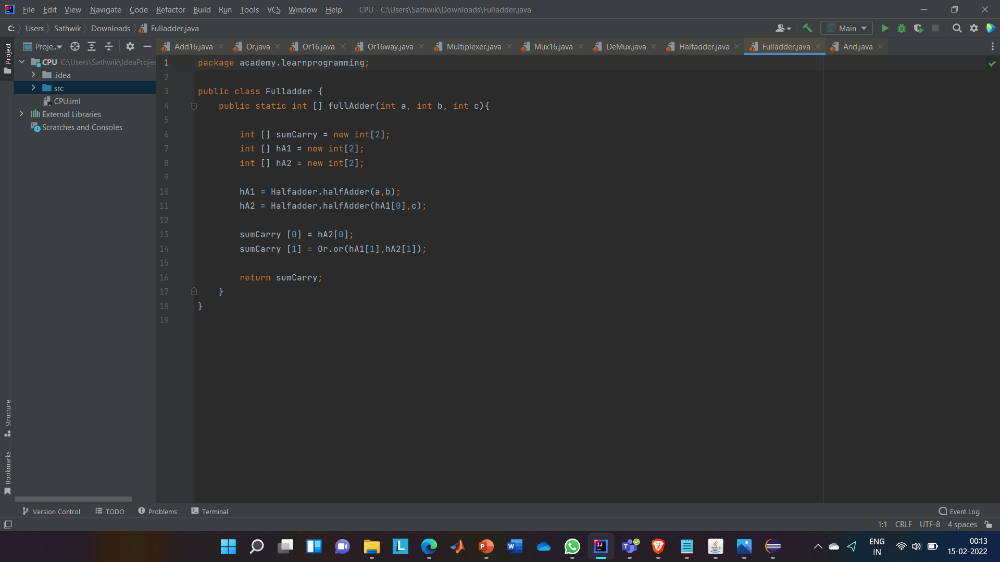 File Edit View Navigate Code Refactor Build Run Tools VCS Window Help CPU - C:\Users\Sathwik\Downloads\Fulladder.java
C: Users Sathwik Downloads Fulladder.java Main
Project
Proje... Add16.java Or.java Or16.java Or16way.java Multiplexer.java Mux16.java DeMux.java Halfadder.java Fulladder.java And.java
CPU C:\Users\Sathwik\IdeaProjec
.idea
src
CPU.iml
External Libraries
Scratches and Consoles
1 package academy.learnprogramming;
2
3 public class Fulladder {
4 public static int [] fullAdder(int a, int b, int c){
5
6 int [] sumCarry = new int[2];
7 int [] hA1 = new int[2];
8 int [] hA2 = new int[2];
9
10 hA1 = Halfadder.halfAdder(a,b);
11 hA2 = Halfadder.halfAdder(hA1[0],c);
12
13 sumCarry [0] = hA2[0];
14 sumCarry [1] = Or.or(hA1[1],hA2[1]);
15
16 return sumCarry;
17 }
18 }
19
Structure
Bookmarks
Version Control TODO Problems Terminal Event Log
1:1 CRLF UTF-8 4 spaces
ENG
IN
00:13
15-02-2022